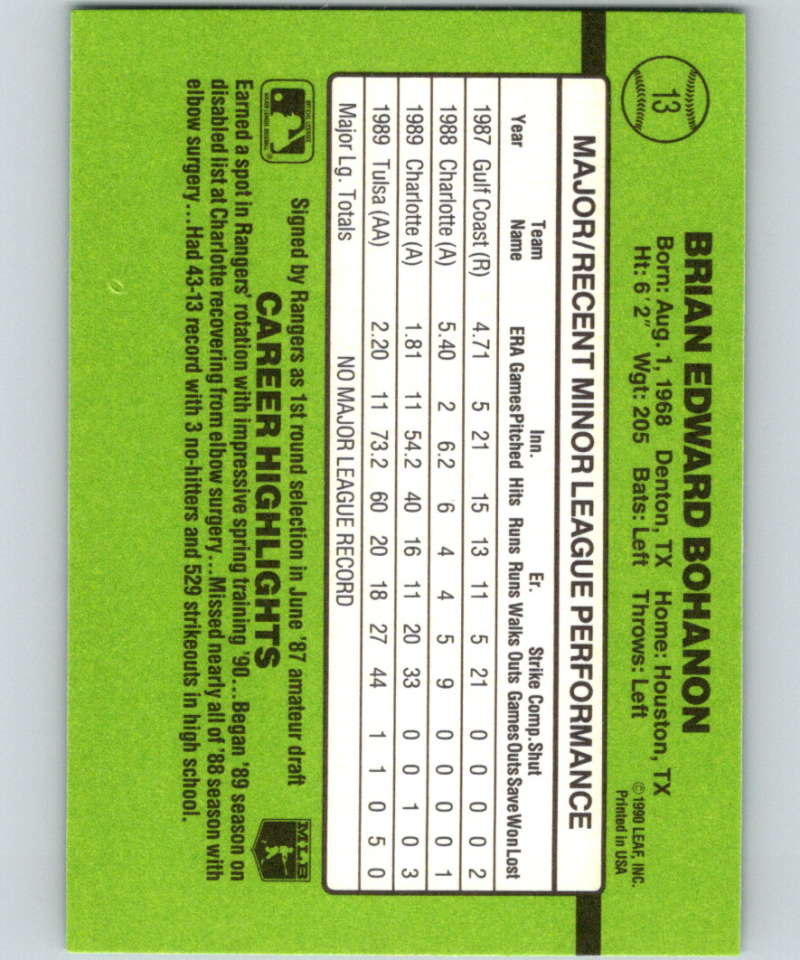 13
BRIAN EDWARD BOHANON
Born: Aug. 1, 1968 Denton, TX Home: Houston, TX
Ht: 6'2" Wgt: 205 Bats: Left Throws: Left
©1990 LEAF, INC.
Printed in USA
MAJOR/RECENT MINOR LEAGUE PERFORMANCE
Team Inn. Er. Strike Comp. Shut
Year Name ERA Games Pitched Hits Runs Runs Walks Outs Games Outs Save Won Lost
1987 Gulf Coast (R) 4.71 5 21 15 13 11 5 21 0 0 0 0 2
1988 Charlotte (A) 5.40 2 6.2 6 4 4 5 9 0 0 0 0 1
1989 Charlotte (A) 1.81 11 54.2 40 16 11 20 33 0 0 1 0 3
1989 Tulsa (AA) 2.20 11 73.2 60 20 18 27 44 1 1 0 5 0
Major Lg. Totals NO MAJOR LEAGUE RECORD
Signed by Rangers as 1st round selection in June '87 amateur draft
CAREER HIGHLIGHTS
MLB
Earned a spot in Rangers' rotation with impressive spring training '90...Began '89 season on
disabled list at Charlotte recovering from elbow surgery...Missed nearly all of '88 season with
elbow surgery...Had 43-13 record with 3 no-hitters and 529 strikeouts in high school.